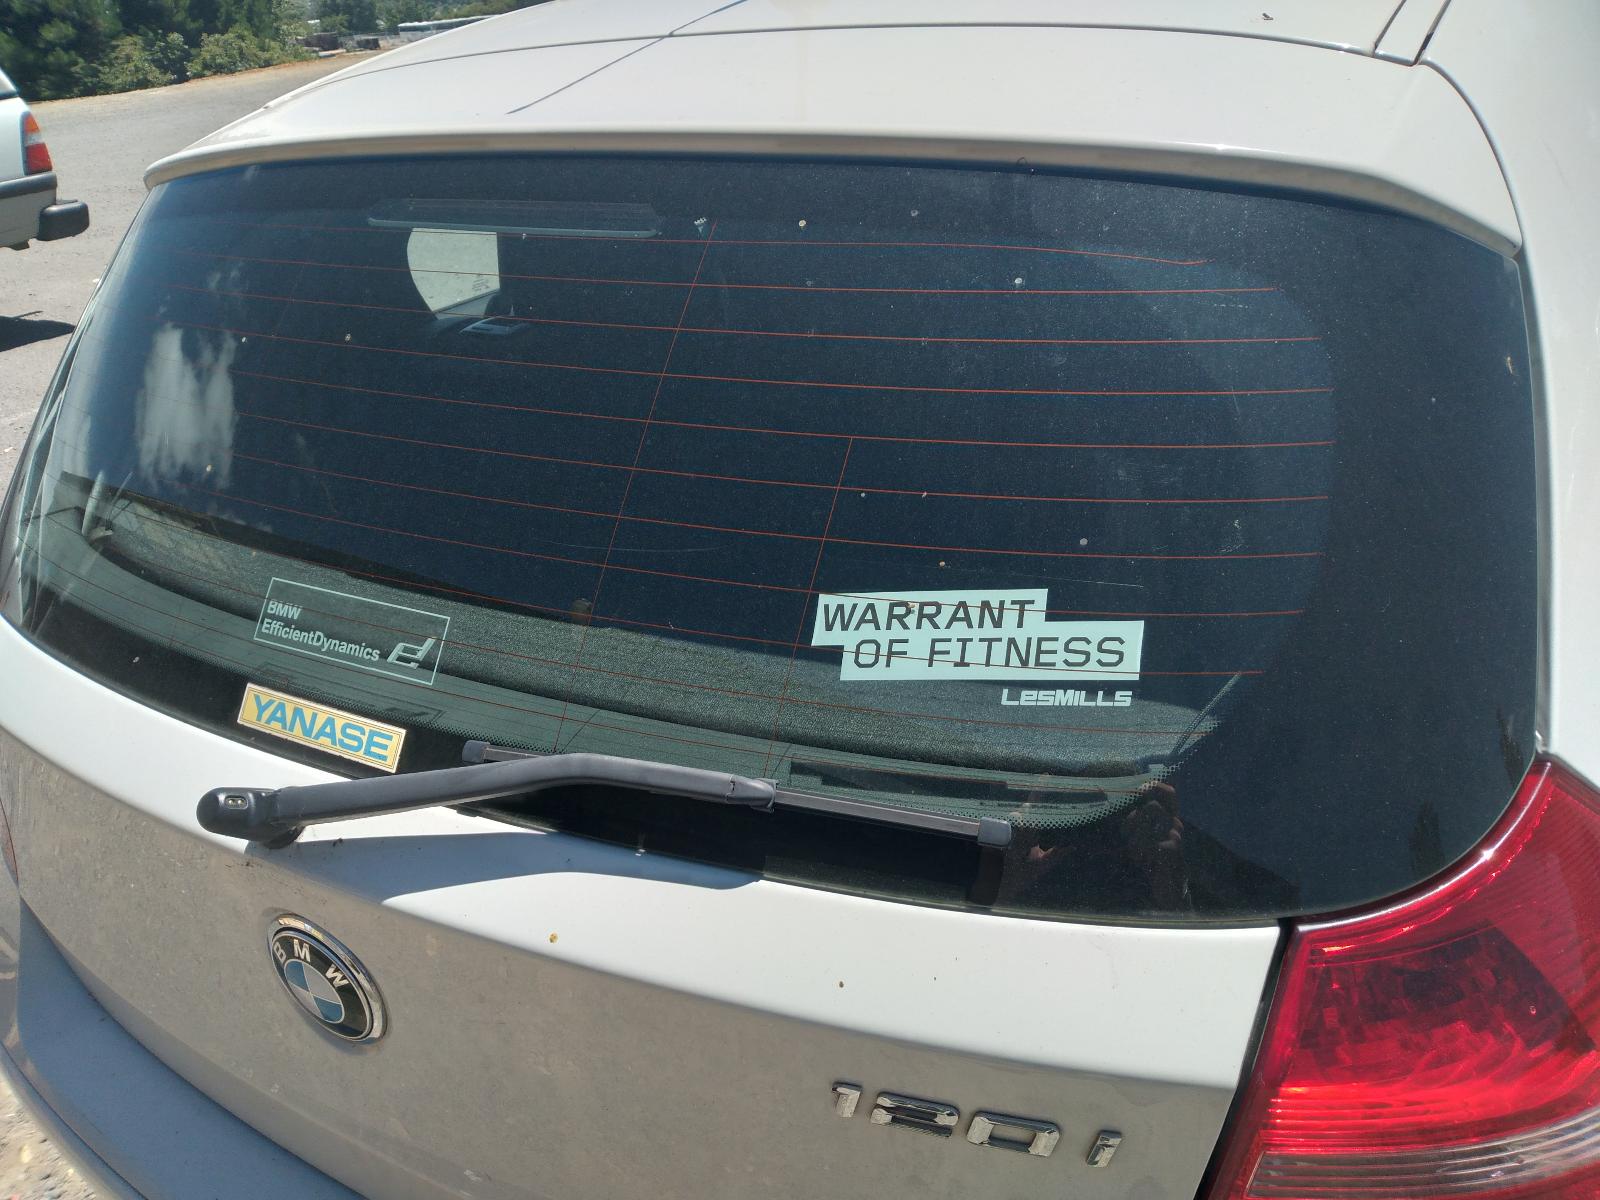 WARRANT
OF FITNESS
LesMILLS
BMW
EfficientDynamics
YANASE
BMW
120i